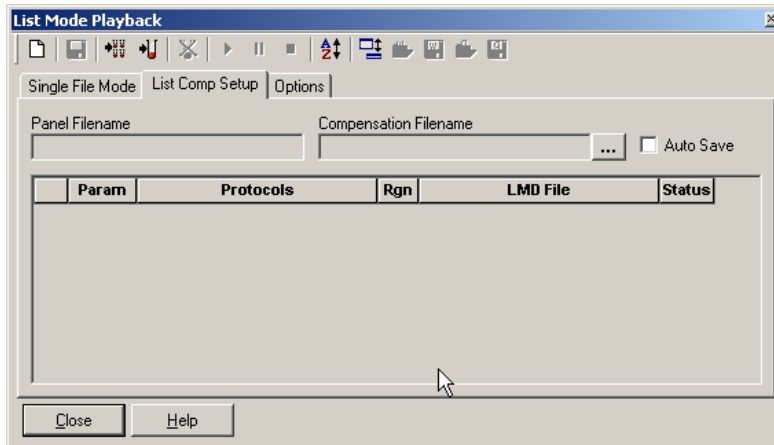 List Mode Playback
Single File Mode List Comp Setup Options
Panel Filename Compensation Filename
... Auto Save
Param Protocols Rgn LMD File Status
Close Help